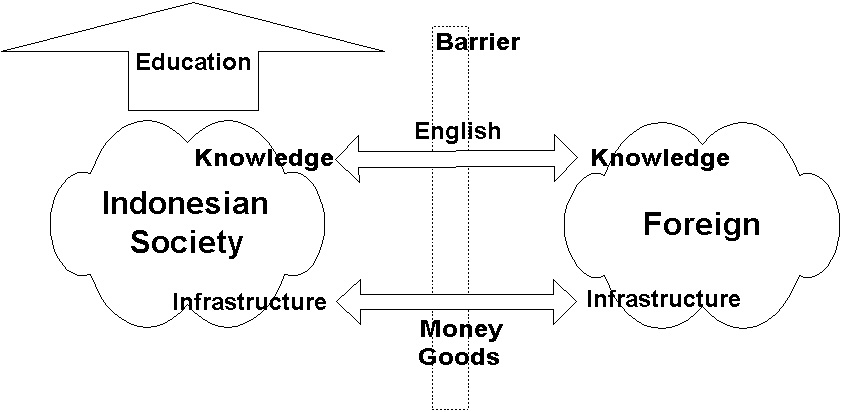 Education
Barrier
English
Knowledge
Knowledge
Indonesian
Society
Foreign
Infrastructure
Infrastructure
Money
Goods